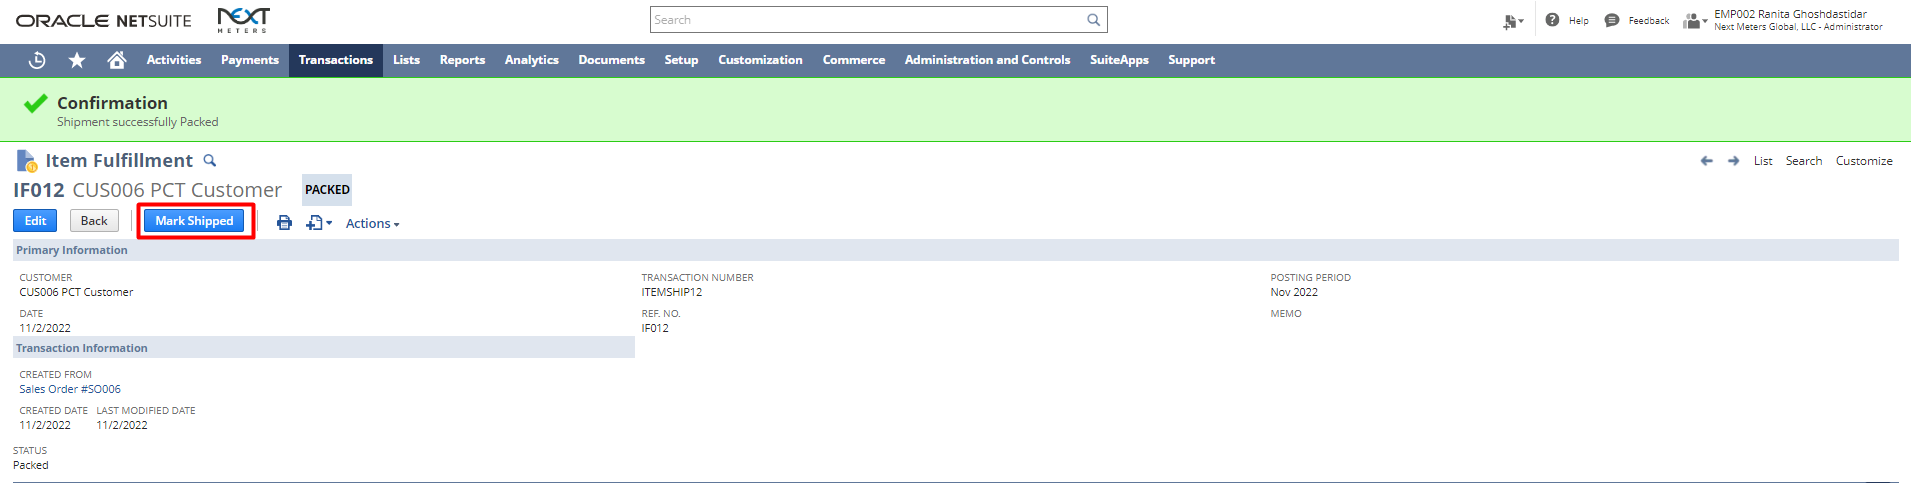 ORACLE NETSUITE
NEXT
METERS
Search
Help
Feedback
EMP002 Ranita Ghoshdastidar
Next Meters Global, LLC - Administrator
Activities Payments Transactions Lists Reports Analytics Documents Setup Customization Commerce Administration and Controls SuiteApps Support
Confirmation
Shipment successfully Packed
Item Fulfillment
List Search Customize
IF012 CUS006 PCT Customer PACKED
Edit Back Mark Shipped Actions
Primary Information
CUSTOMER
CUS006 PCT Customer
DATE
11/2/2022
TRANSACTION NUMBER
ITEMSHIP12
REF. NO.
IF012
POSTING PERIOD
Nov 2022
MEMO
Transaction Information
CREATED FROM
Sales Order #SO006
CREATED DATE LAST MODIFIED DATE
11/2/2022 11/2/2022
STATUS
Packed